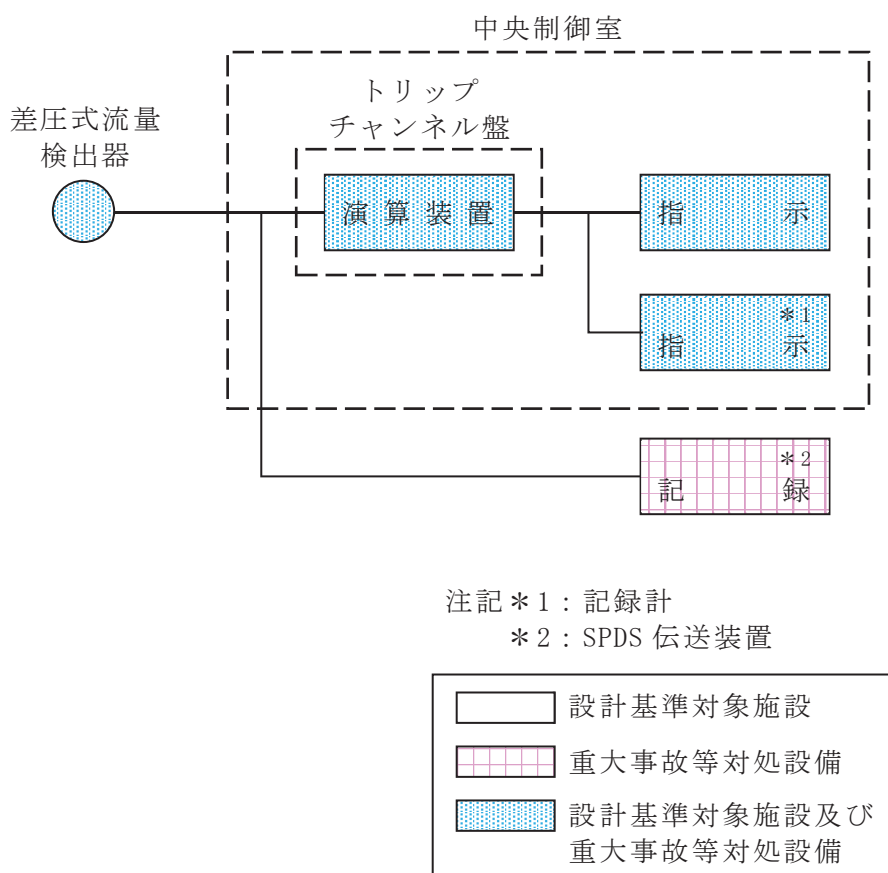 中央制御室
トリップ
チャンネル盤
差圧式流量
検出器
演算装置
指示
＊1
指示
＊2
記録
注記＊1：記録計
＊2：SPDS 伝送装置
設計基準対象施設
重大事故等対処設備
設計基準対象施設及び
重大事故等対処設備